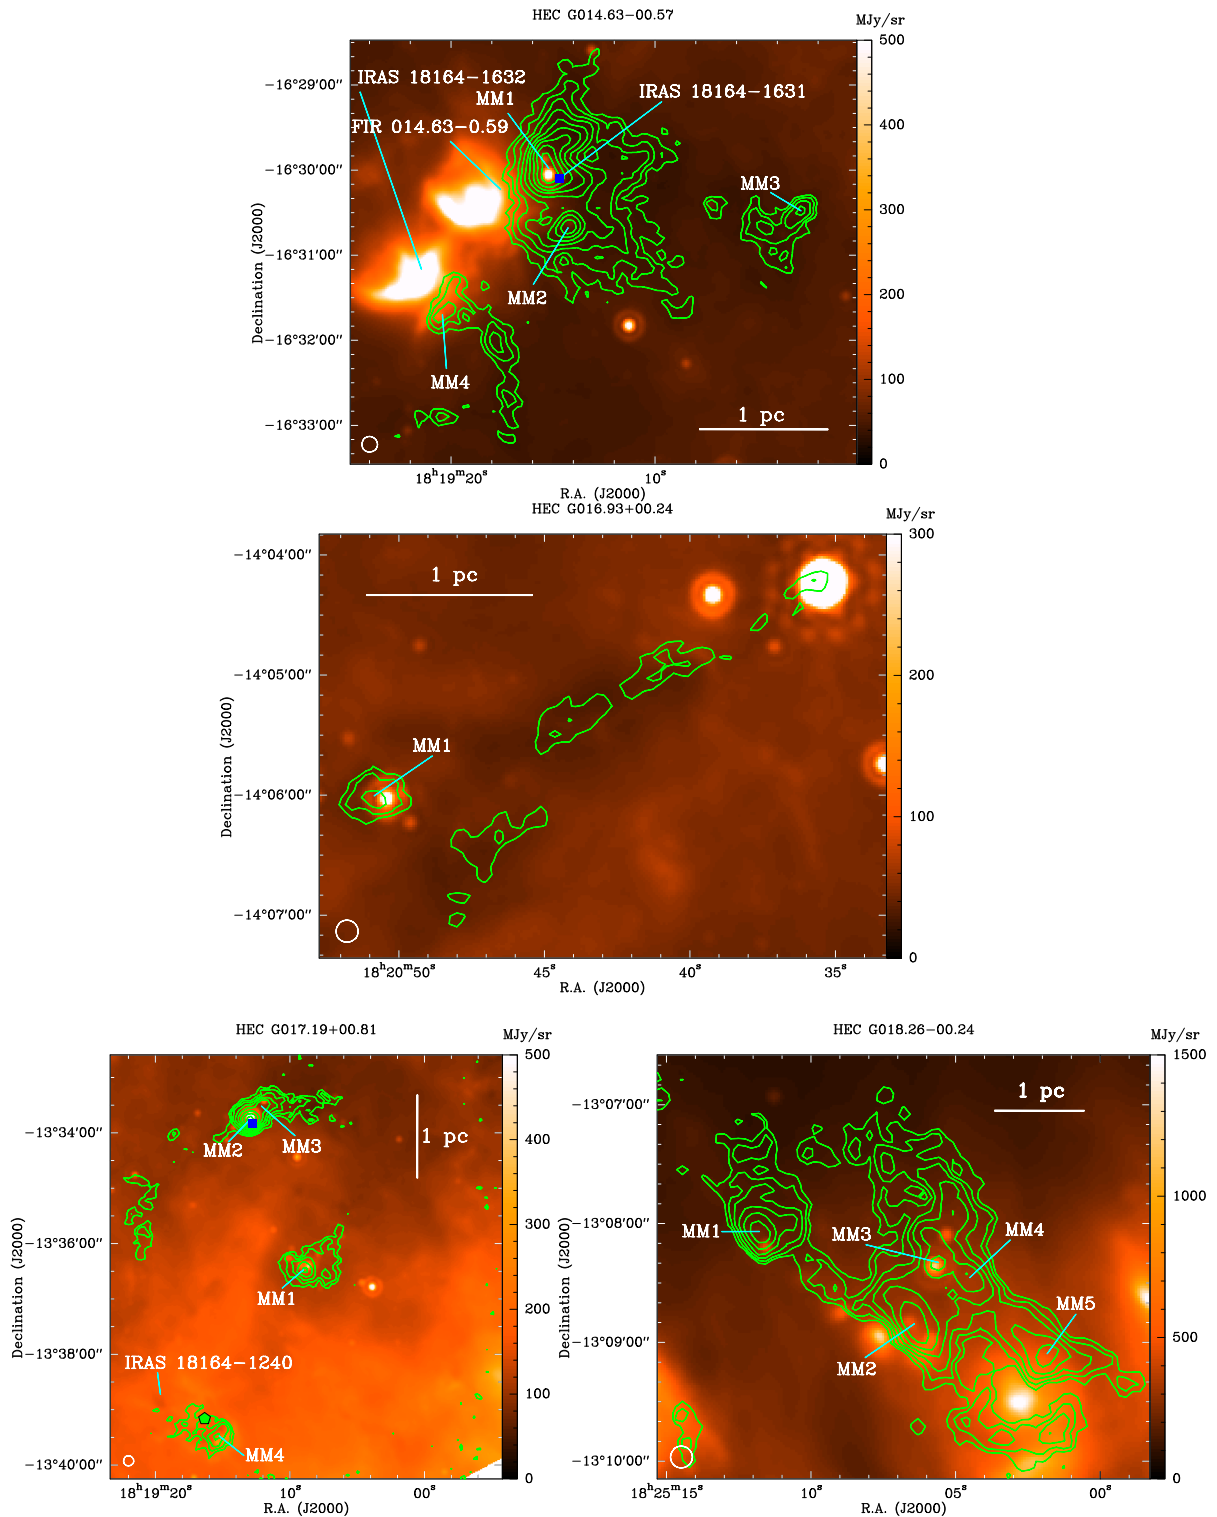 HEC G014.63−00.57
MJy/sr
IRAS 18164−1632
MM1
IRAS 18164−1631
FIR 014.63−0.59
MM3
MM2
MM4
1 pc
−16°29′00″
−16°30′00″
−16°31′00″
−16°32′00″
−16°33′00″
Declination (J2000)
500
400
300
200
100
0
18h19m20s
10s
R.A. (J2000)
HEC G016.93+00.24
MJy/sr
1 pc
MM1
−14°04′00″
−14°05′00″
−14°06′00″
−14°07′00″
Declination (J2000)
300
200
100
0
18h20m50s
45s
40s
35s
R.A. (J2000)
HEC G017.19+00.81
MJy/sr
MM2
MM3
1 pc
MM1
IRAS 18164−1240
MM4
−13°34′00″
−13°36′00″
−13°38′00″
−13°40′00″
Declination (J2000)
500
400
300
200
100
0
18h19m20s
10s
00s
R.A. (J2000)
HEC G018.26−00.24
MJy/sr
1 pc
MM1
MM3
MM4
MM5
MM2
−13°07′00″
−13°08′00″
−13°09′00″
−13°10′00″
Declination (J2000)
1500
1000
500
0
18h25m15s
10s
05s
00s
R.A. (J2000)